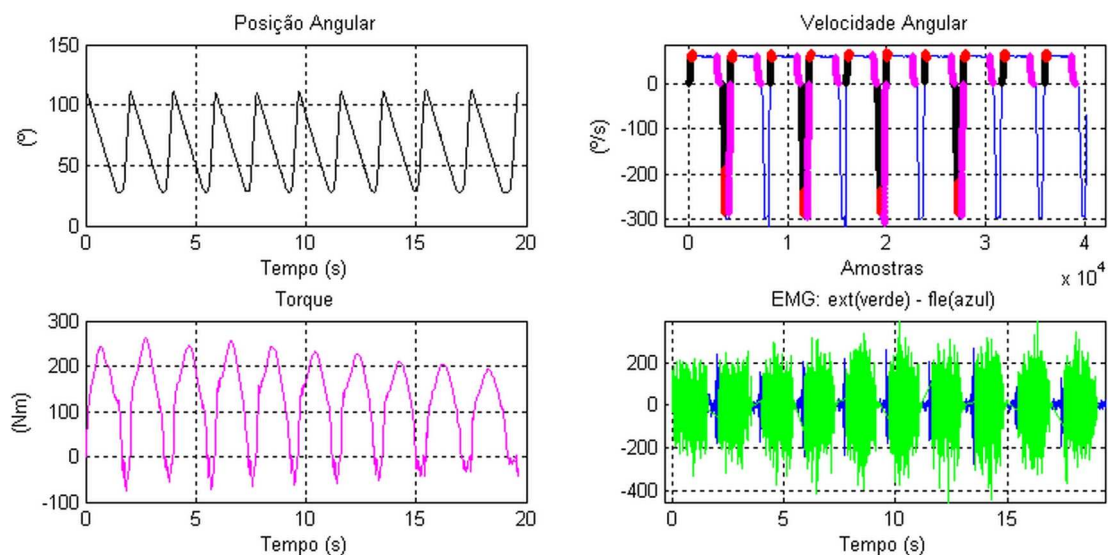 Posição Angular
150
100
50
0
(º)
0 5 10 15 20
Tempo (s)
Velocidade Angular
0
-100
-200
-300
(º/s)
0 1 2 3 4
x 10^4
Amostras
Torque
300
200
100
0
-100
(Nm)
0 5 10 15 20
Tempo (s)
EMG: ext(verde) - fle(azul)
200
0
-200
-400
0 5 10 15
Tempo (s)